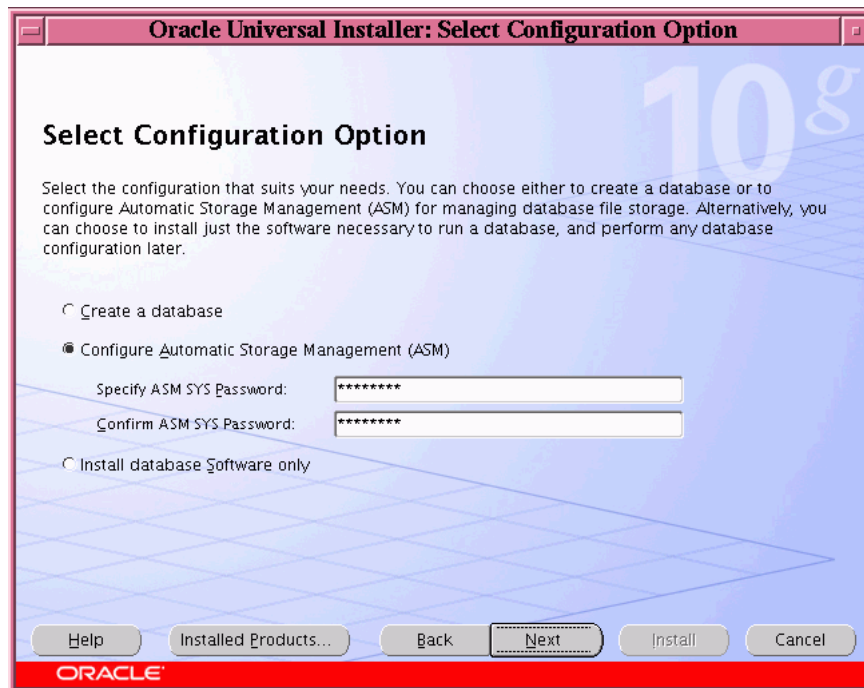 Oracle Universal Installer: Select Configuration Option
10g
Select Configuration Option
Select the configuration that suits your needs. You can choose either to create a database or to
configure Automatic Storage Management (ASM) for managing database file storage. Alternatively, you
can choose to install just the software necessary to run a database, and perform any database
configuration later.
Create a database
Configure Automatic Storage Management (ASM)
Specify ASM SYS Password: ********
Confirm ASM SYS Password: ********
Install database Software only
Help Installed Products... Back Next Install Cancel
ORACLE